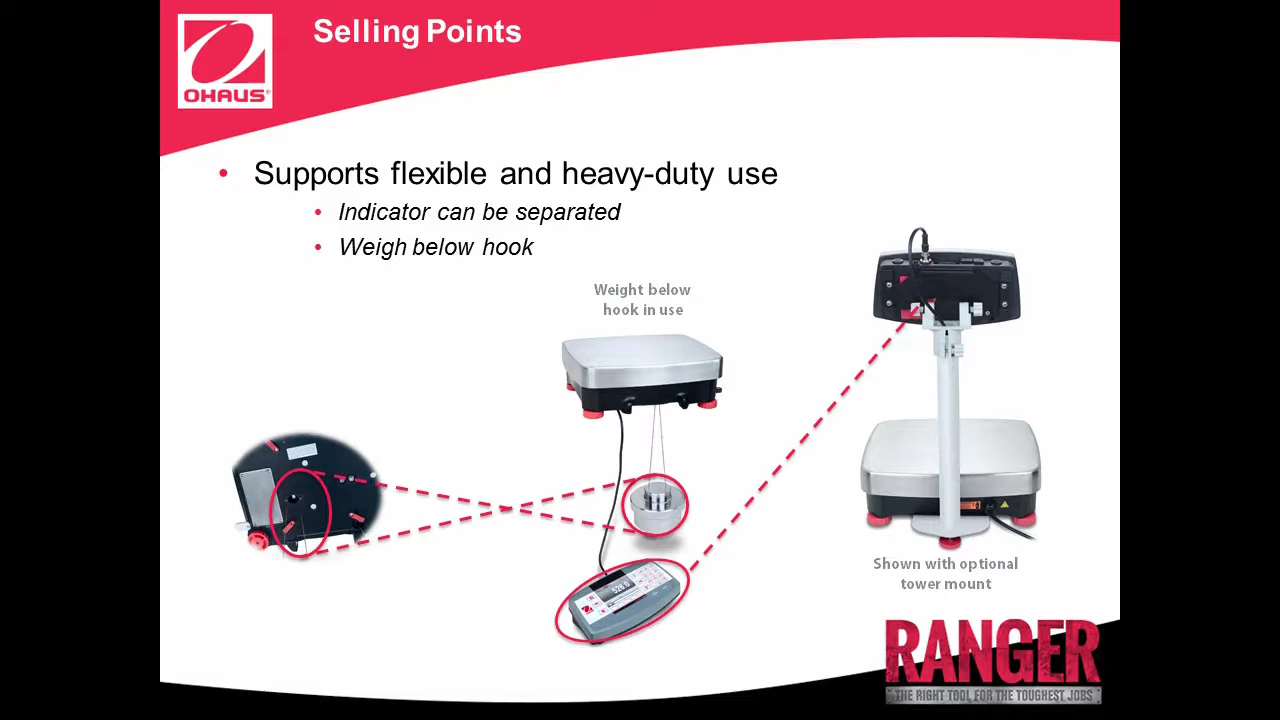 OHAUS®
Selling Points
• Supports flexible and heavy-duty use
• Indicator can be separated
• Weigh below hook
Weight below
hook in use
Shown with optional
tower mount
RANGER
THE RIGHT TOOL FOR THE TOUGHEST JOBS